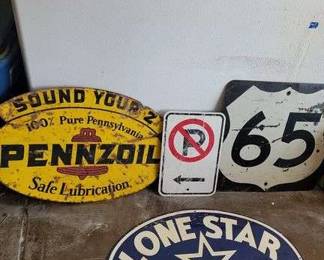 SOUND YOUR Z
100% Pure Pennsylvania
PENNZOIL
Safe Lubrication
P
65
LONE STAR